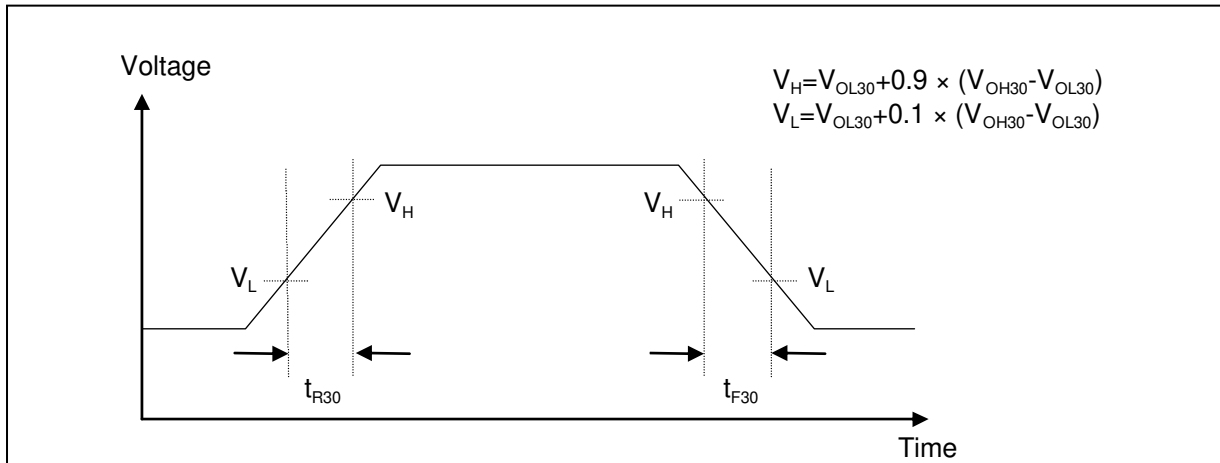 Voltage
V_H=V_OL30+0.9 × (V_OH30-V_OL30)
V_L=V_OL30+0.1 × (V_OH30-V_OL30)
V_H
V_H
V_L
V_L
t_R30
t_F30
Time